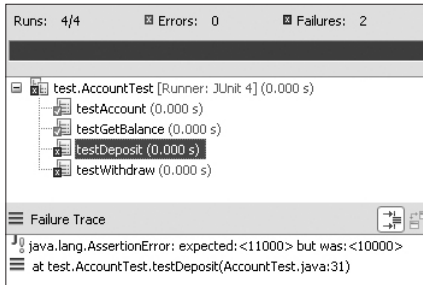 Runs: 4/4 Errors: 0 Failures: 2
test.AccountTest [Runner: JUnit 4] (0.000 s)
testAccount (0.000 s)
testGetBalance (0.000 s)
testDeposit (0.000 s)
testWithdraw (0.000 s)
Failure Trace
java.lang.AssertionError: expected:<11000> but was:<10000>
at test.AccountTest.testDeposit(AccountTest.java:31)